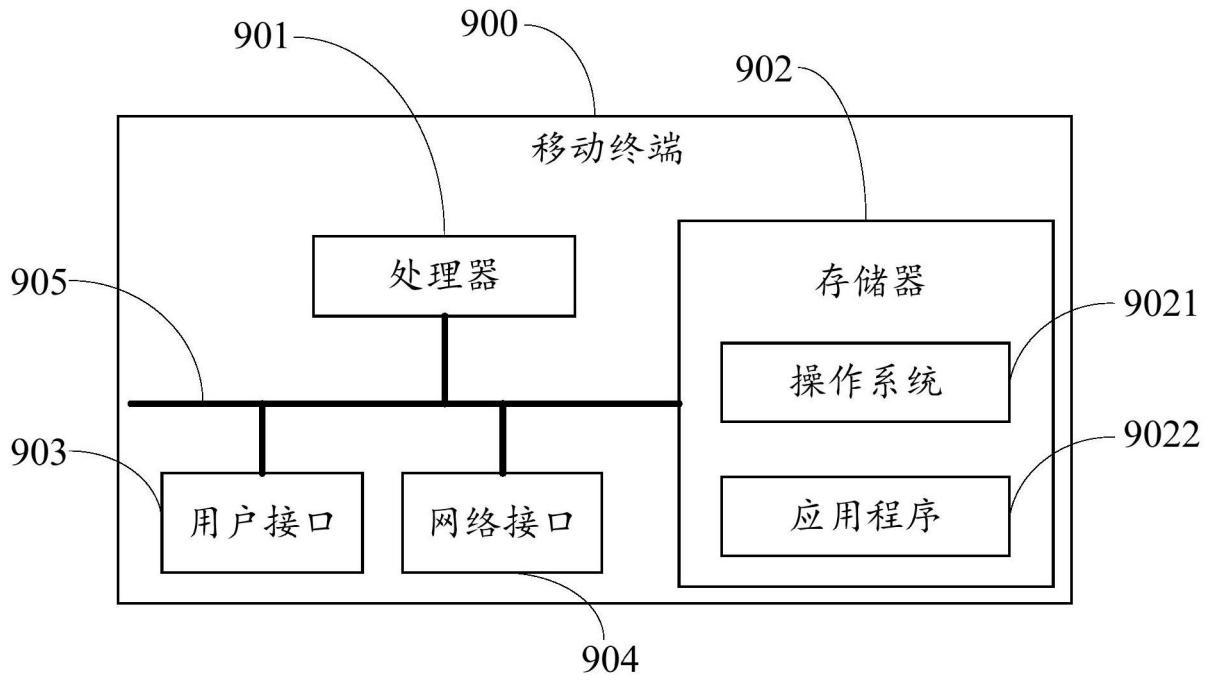 900
901
902
移动终端
处理器
905
存储器
9021
操作系统
903
9022
用户接口
网络接口
应用程序
904